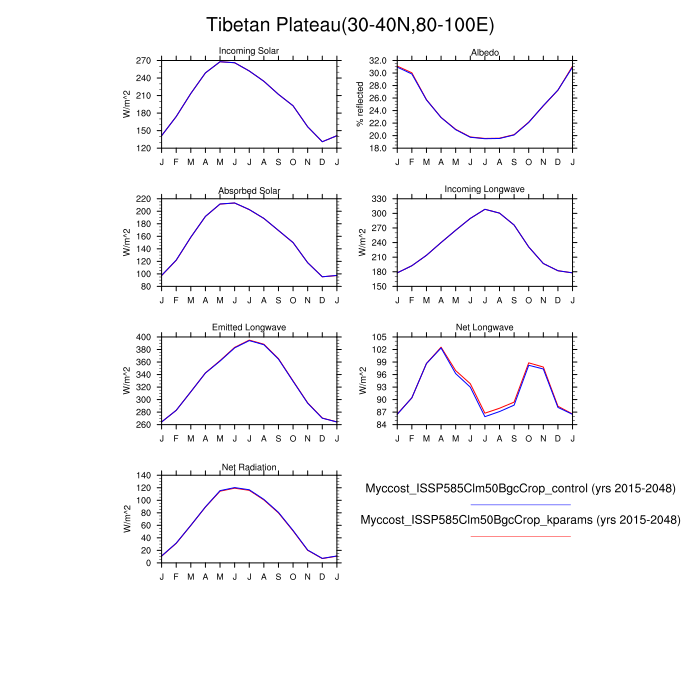 Tibetan Plateau(30-40N,80-100E)
Incoming Solar
W/m^2
270
240
210
180
150
120
J F M A M J J A S O N D J
Albedo
% reflected
32.0
30.0
28.0
26.0
24.0
22.0
20.0
18.0
J F M A M J J A S O N D J
Absorbed Solar
W/m^2
220
200
180
160
140
120
100
80
J F M A M J J A S O N D J
Incoming Longwave
W/m^2
330
300
270
240
210
180
150
J F M A M J J A S O N D J
Emitted Longwave
W/m^2
400
380
360
340
320
300
280
260
J F M A M J J A S O N D J
Net Longwave
W/m^2
105
102
99
96
93
90
87
84
J F M A M J J A S O N D J
Net Radiation
W/m^2
140
120
100
80
60
40
20
0
J F M A M J J A S O N D J
Myccost_ISSP585Clm50BgcCrop_control (yrs 2015-2048)
Myccost_ISSP585Clm50BgcCrop_kparams (yrs 2015-2048)